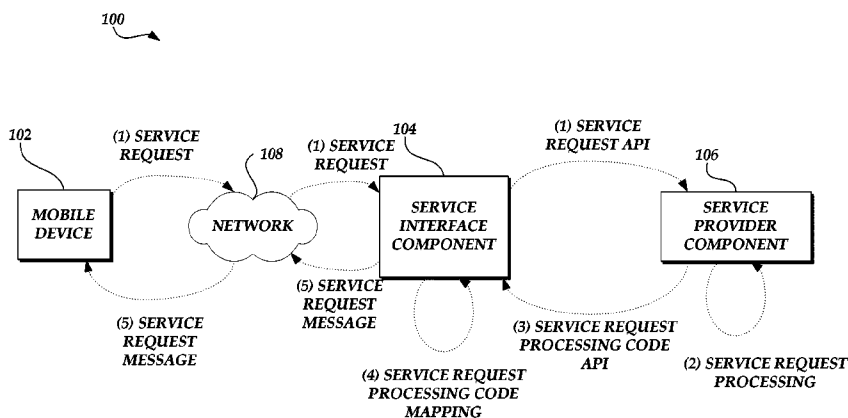 100
102
(1) SERVICE
REQUEST
108
(1) SERVICE
REQUEST
104
(1) SERVICE
REQUEST API
106
MOBILE
DEVICE
NETWORK
SERVICE
INTERFACE
COMPONENT
SERVICE
PROVIDER
COMPONENT
(5) SERVICE
REQUEST
MESSAGE
(5) SERVICE
REQUEST
MESSAGE
(4) SERVICE REQUEST
PROCESSING CODE
MAPPING
(3) SERVICE REQUEST
PROCESSING CODE
API
(2) SERVICE REQUEST
PROCESSING